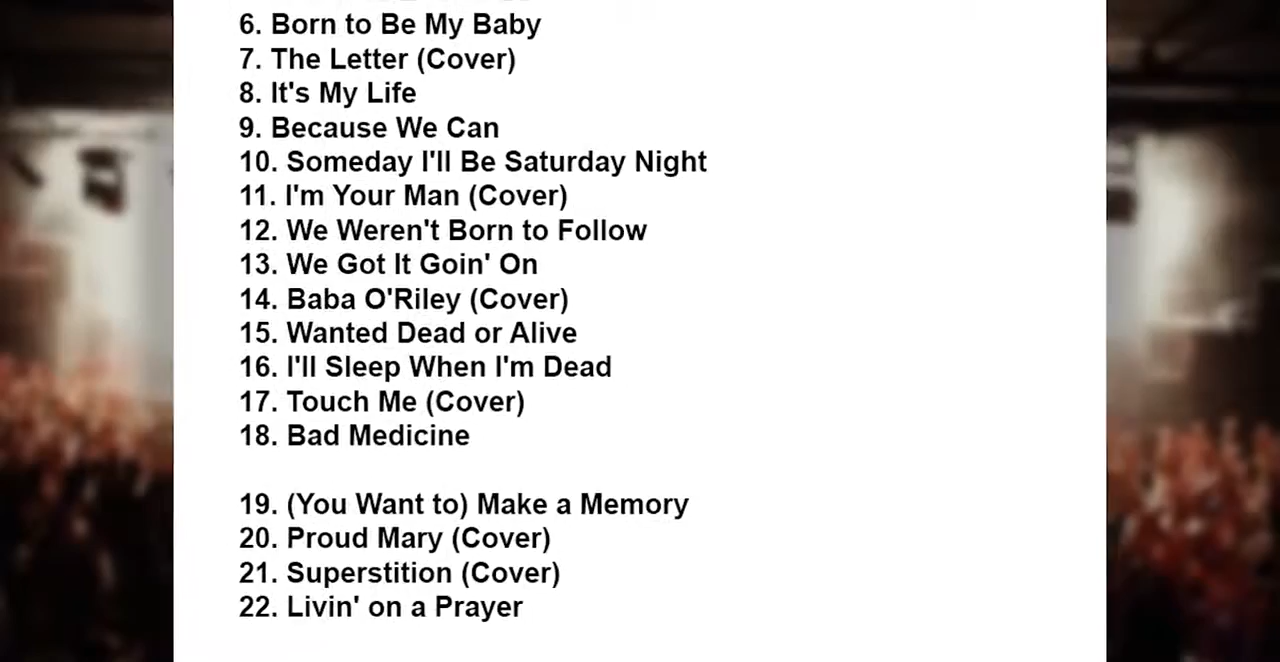 6. Born to Be My Baby
7. The Letter (Cover)
8. It's My Life
9. Because We Can
10. Someday I'll Be Saturday Night
11. I'm Your Man (Cover)
12. We Weren't Born to Follow
13. We Got It Goin' On
14. Baba O'Riley (Cover)
15. Wanted Dead or Alive
16. I'll Sleep When I'm Dead
17. Touch Me (Cover)
18. Bad Medicine
19. (You Want to) Make a Memory
20. Proud Mary (Cover)
21. Superstition (Cover)
22. Livin' on a Prayer